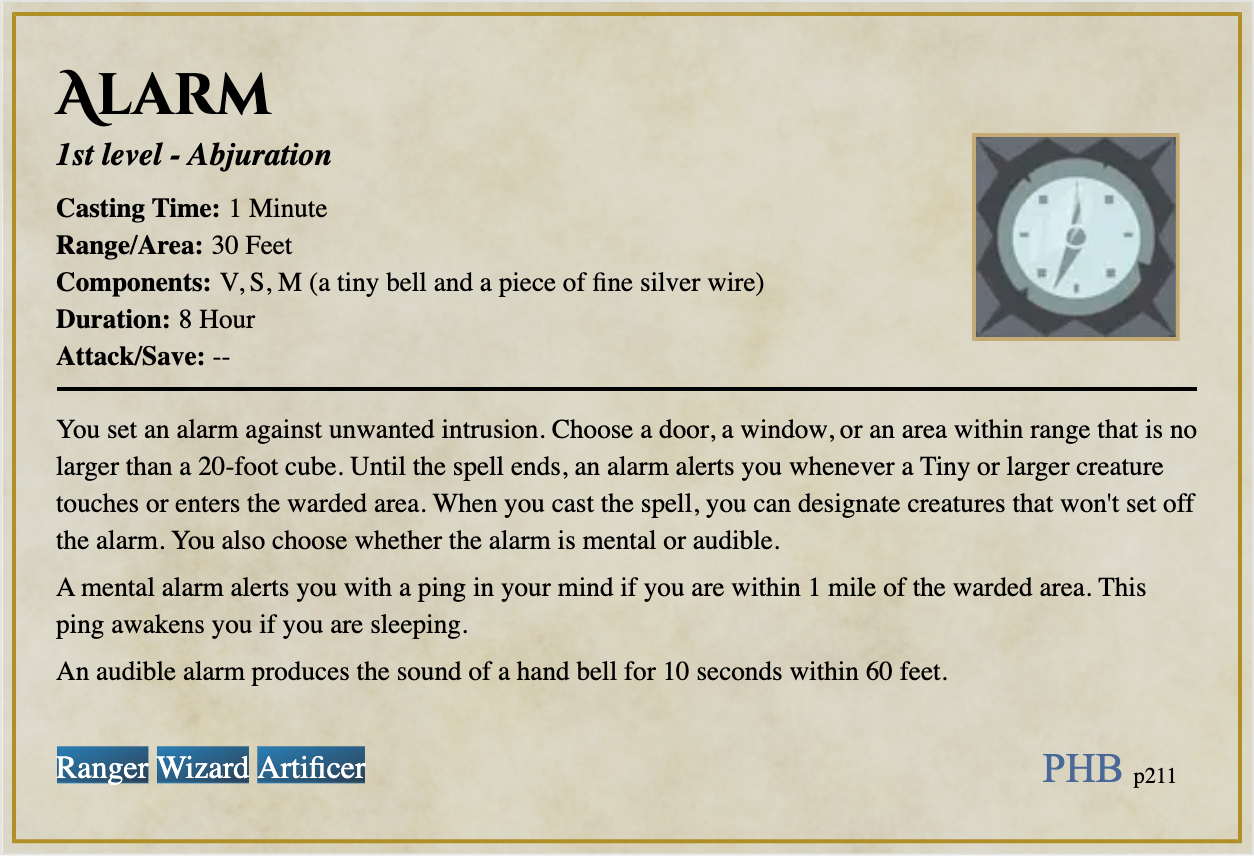 Alarm
1st level - Abjuration
Casting Time: 1 Minute
Range/Area: 30 Feet
Components: V, S, M (a tiny bell and a piece of fine silver wire)
Duration: 8 Hour
Attack/Save: --
You set an alarm against unwanted intrusion. Choose a door, a window, or an area within range that is no
larger than a 20-foot cube. Until the spell ends, an alarm alerts you whenever a Tiny or larger creature
touches or enters the warded area. When you cast the spell, you can designate creatures that won't set off
the alarm. You also choose whether the alarm is mental or audible.
A mental alarm alerts you with a ping in your mind if you are within 1 mile of the warded area. This
ping awakens you if you are sleeping.
An audible alarm produces the sound of a hand bell for 10 seconds within 60 feet.
Ranger Wizard Artificer
PHB p211